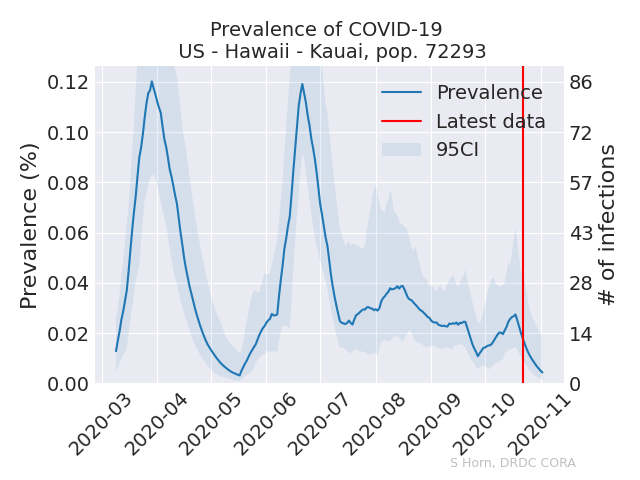 Prevalence of COVID-19
US - Hawaii - Kauai, pop. 72293
Prevalence (%)
0.12
0.10
0.08
0.06
0.04
0.02
0.00
Prevalence
Latest data
95CI
86
72
57
43
28
14
0
# of infections
2020-03
2020-04
2020-05
2020-06
2020-07
2020-08
2020-09
2020-10
2020-11
S Horn, DRDC CORA